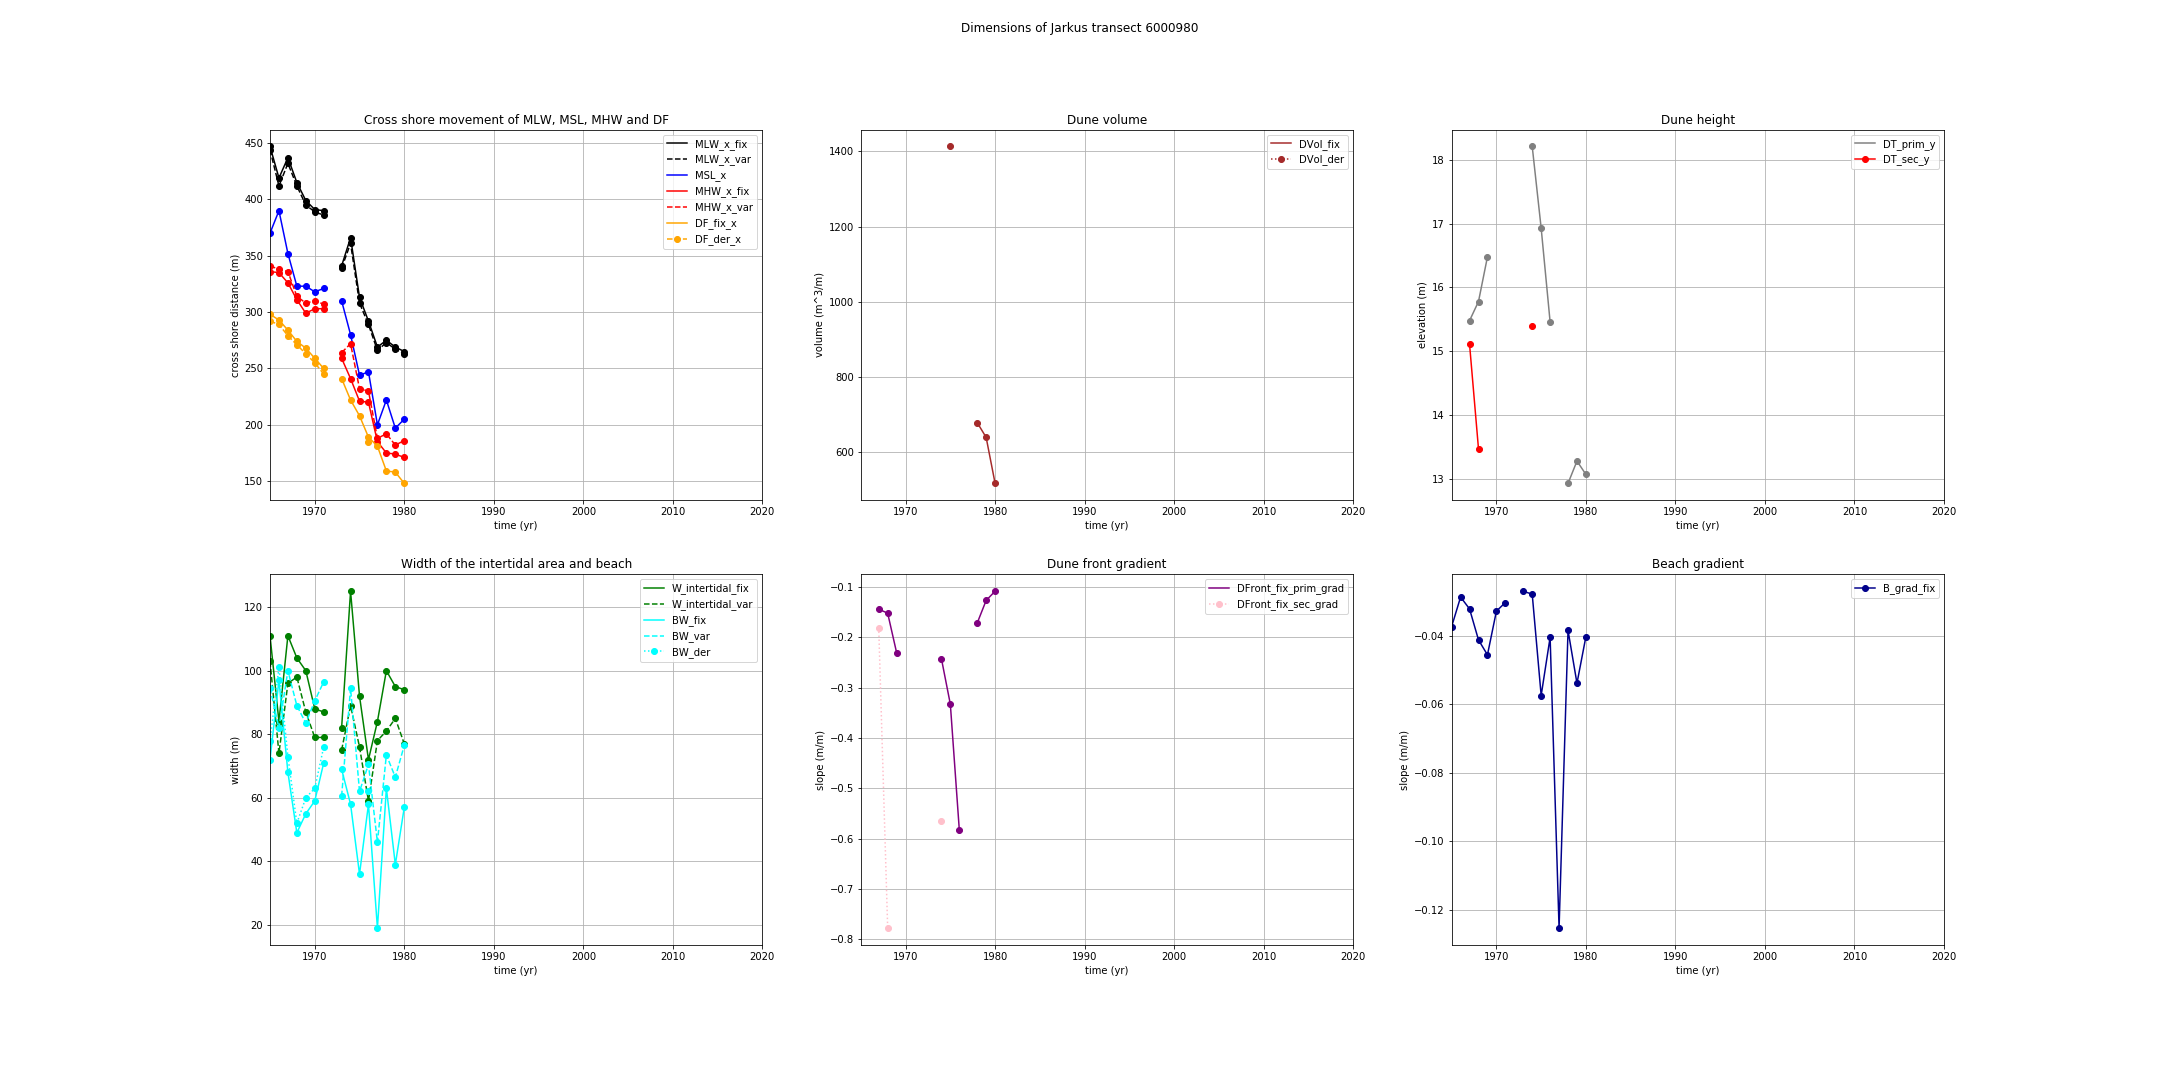 Dimensions of Jarkus transect 6000980
Cross shore movement of MLW, MSL, MHW and DF
450
400
350
300
250
200
150
cross shore distance (m)
1970 1980 1990 2000 2010 2020
time (yr)
MLW_x_fix
MLW_x_var
MSL_x
MHW_x_fix
MHW_x_var
DF_fix_x
DF_der_x
Dune volume
1400
1200
1000
800
600
volume (m^3/m)
1970 1980 1990 2000 2010 2020
time (yr)
DVol_fix
DVol_der
Dune height
18
17
16
15
14
13
elevation (m)
1970 1980 1990 2000 2010 2020
time (yr)
DT_prim_y
DT_sec_y
Width of the intertidal area and beach
120
100
80
60
40
20
width (m)
1970 1980 1990 2000 2010 2020
time (yr)
W_intertidal_fix
W_intertidal_var
BW_fix
BW_var
BW_der
Dune front gradient
−0.1
−0.2
−0.3
−0.4
−0.5
−0.6
−0.7
−0.8
slope (m/m)
1970 1980 1990 2000 2010 2020
time (yr)
DFront_fix_prim_grad
DFront_fix_sec_grad
Beach gradient
−0.04
−0.06
−0.08
−0.10
−0.12
slope (m/m)
1970 1980 1990 2000 2010 2020
time (yr)
B_grad_fix